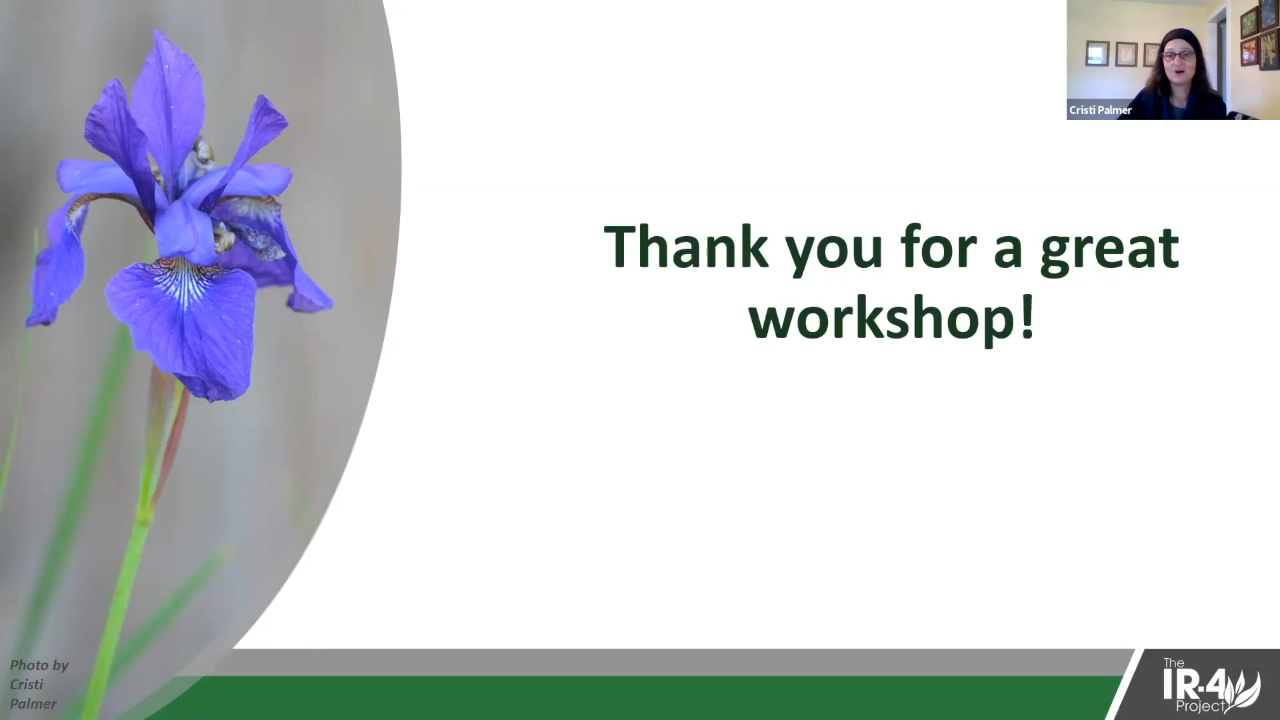 Cristi Palmer
Thank you for a great
workshop!
Photo by
Cristi
Palmer
The
IR-4
Project